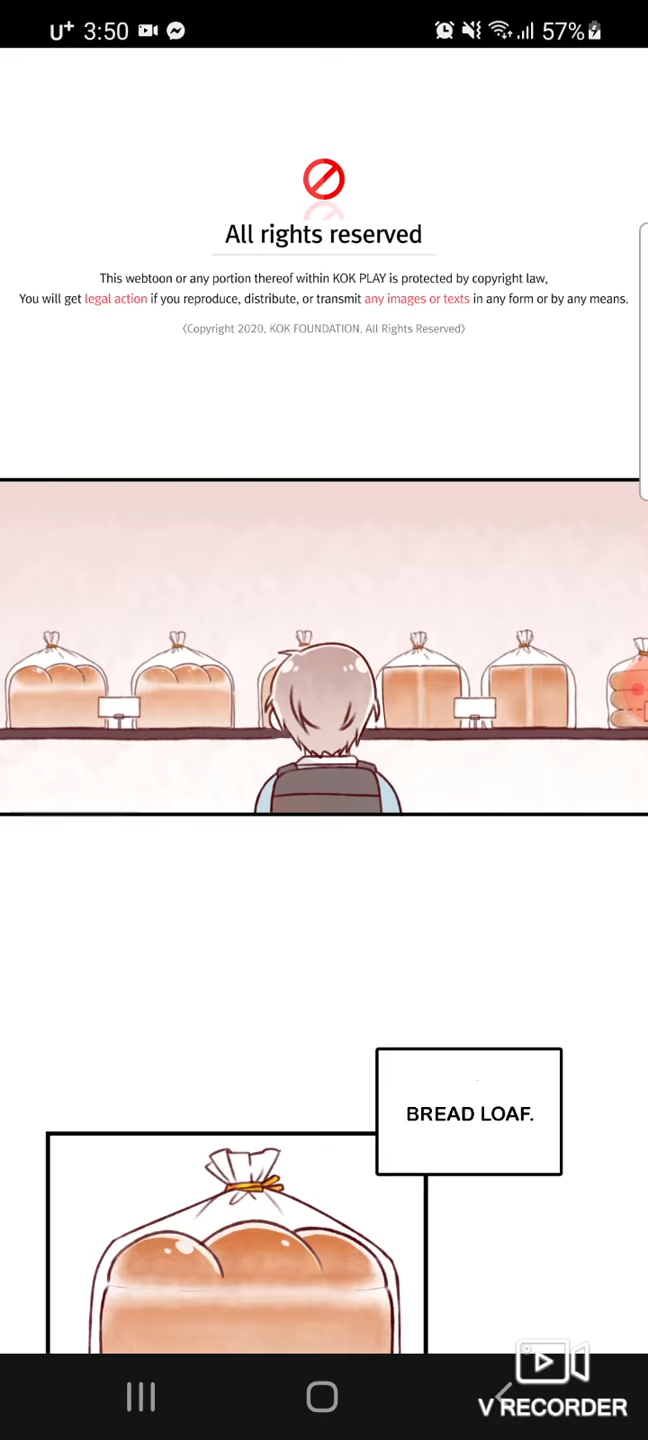 U+ 3:50 57%
All rights reserved
This webtoon or any portion thereof within KOK PLAY is protected by copyright law,
You will get legal action if you reproduce, distribute, or transmit any images or texts in any form or by any means.
<Copyright 2020. KOK FOUNDATION. All Rights Reserved>
BREAD LOAF.
V RECORDER